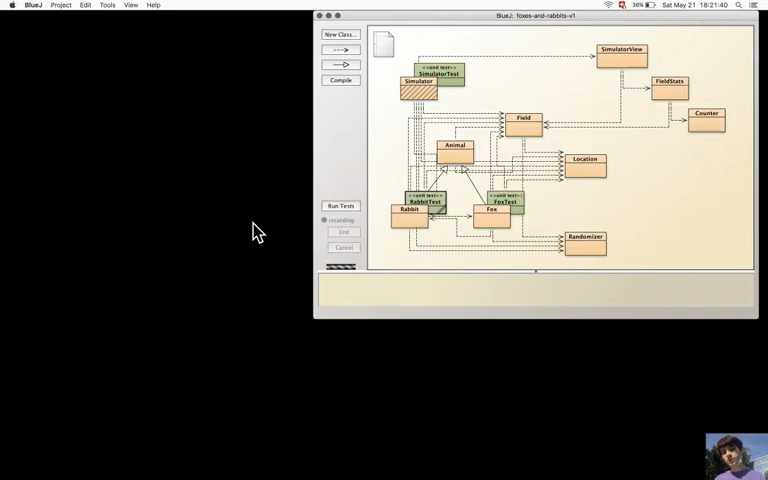 BlueJ Project Edit Tools View Help
36% Sat May 21 18:21:40
BlueJ: foxes-and-rabbits-v1
New Class...
Compile
Run Tests
recording
End
Cancel
<<unit test>>
SimulatorTest
Simulator
SimulatorView
FieldStats
Counter
Field
Animal
Location
<<unit test>>
RabbitTest
Rabbit
<<unit test>>
FoxTest
Fox
Randomizer